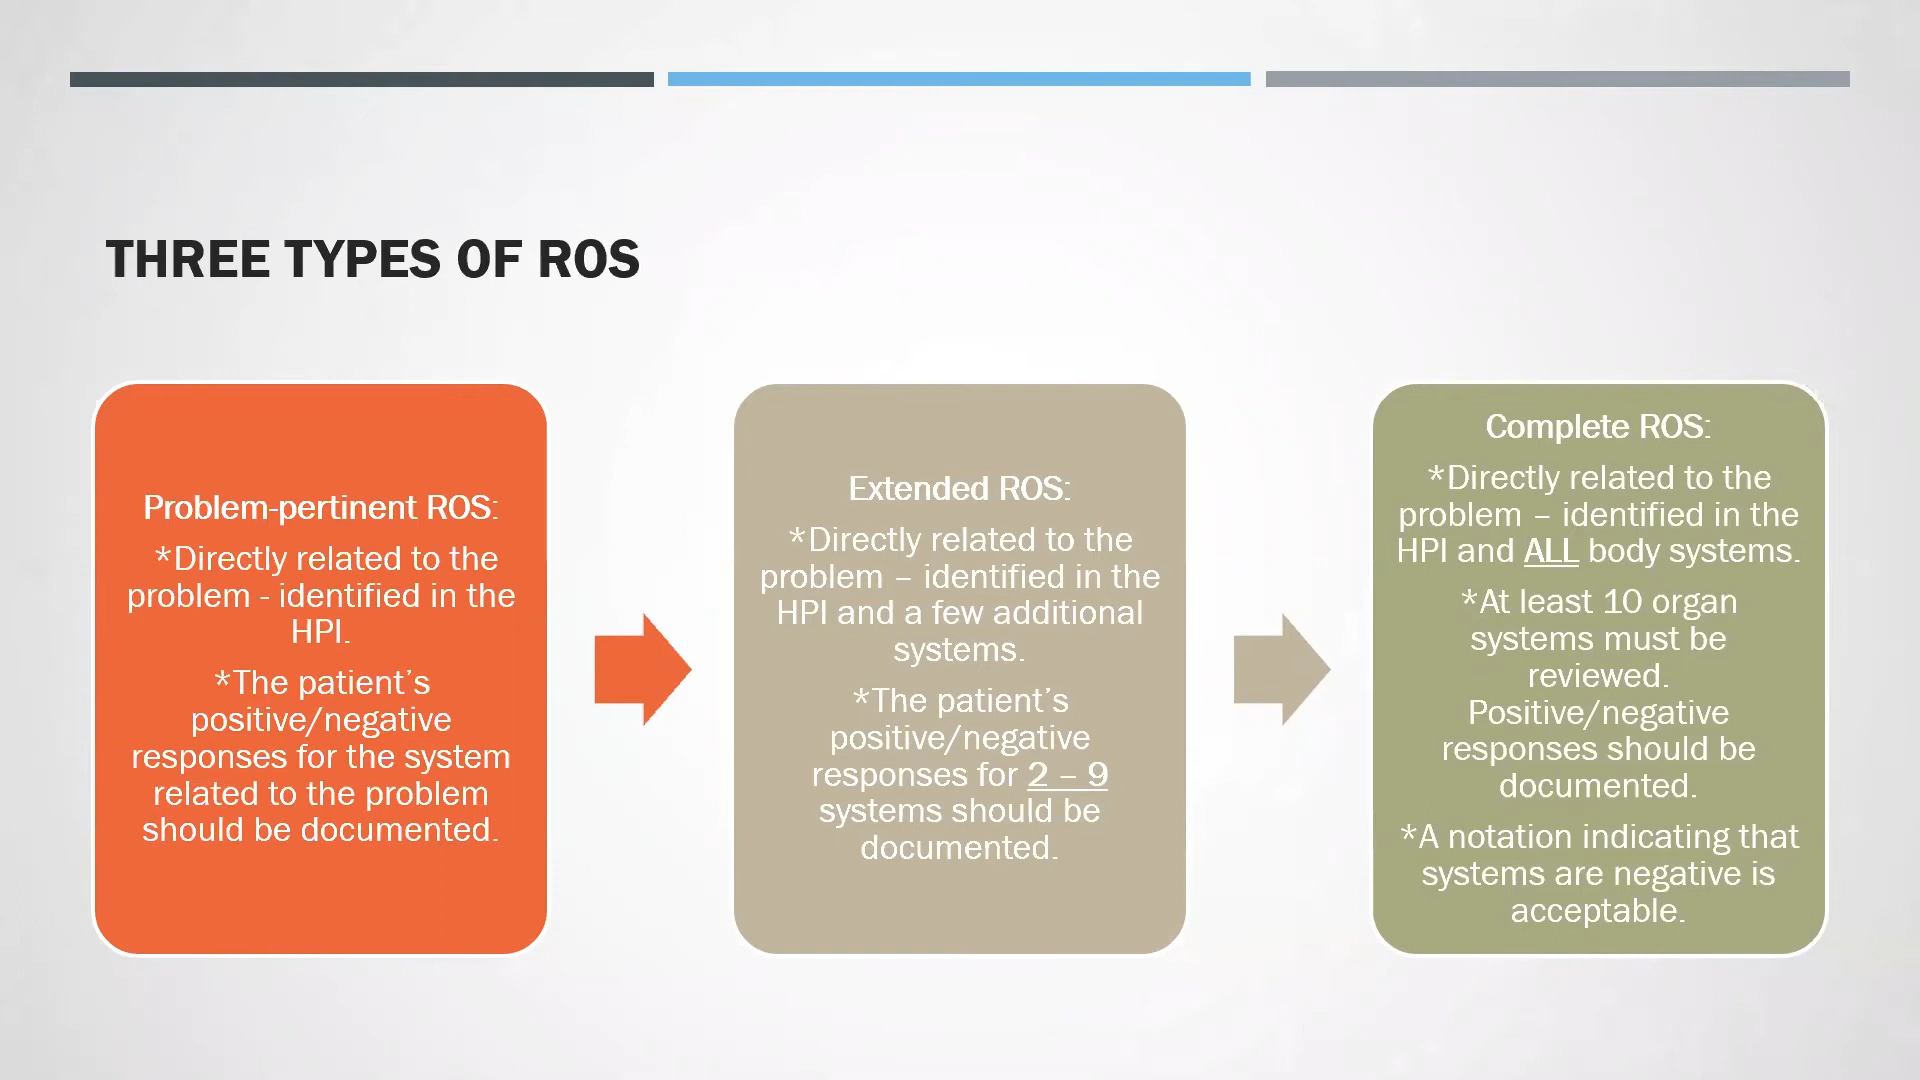 THREE TYPES OF ROS
Problem-pertinent ROS:
*Directly related to the
problem - identified in the
HPI.
*The patient’s
positive/negative
responses for the system
related to the problem
should be documented.
Extended ROS:
*Directly related to the
problem – identified in the
HPI and a few additional
systems.
*The patient’s
positive/negative
responses for 2 – 9
systems should be
documented.
Complete ROS:
*Directly related to the
problem – identified in the
HPI and ALL body systems.
*At least 10 organ
systems must be
reviewed.
Positive/negative
responses should be
documented.
*A notation indicating that
systems are negative is
acceptable.